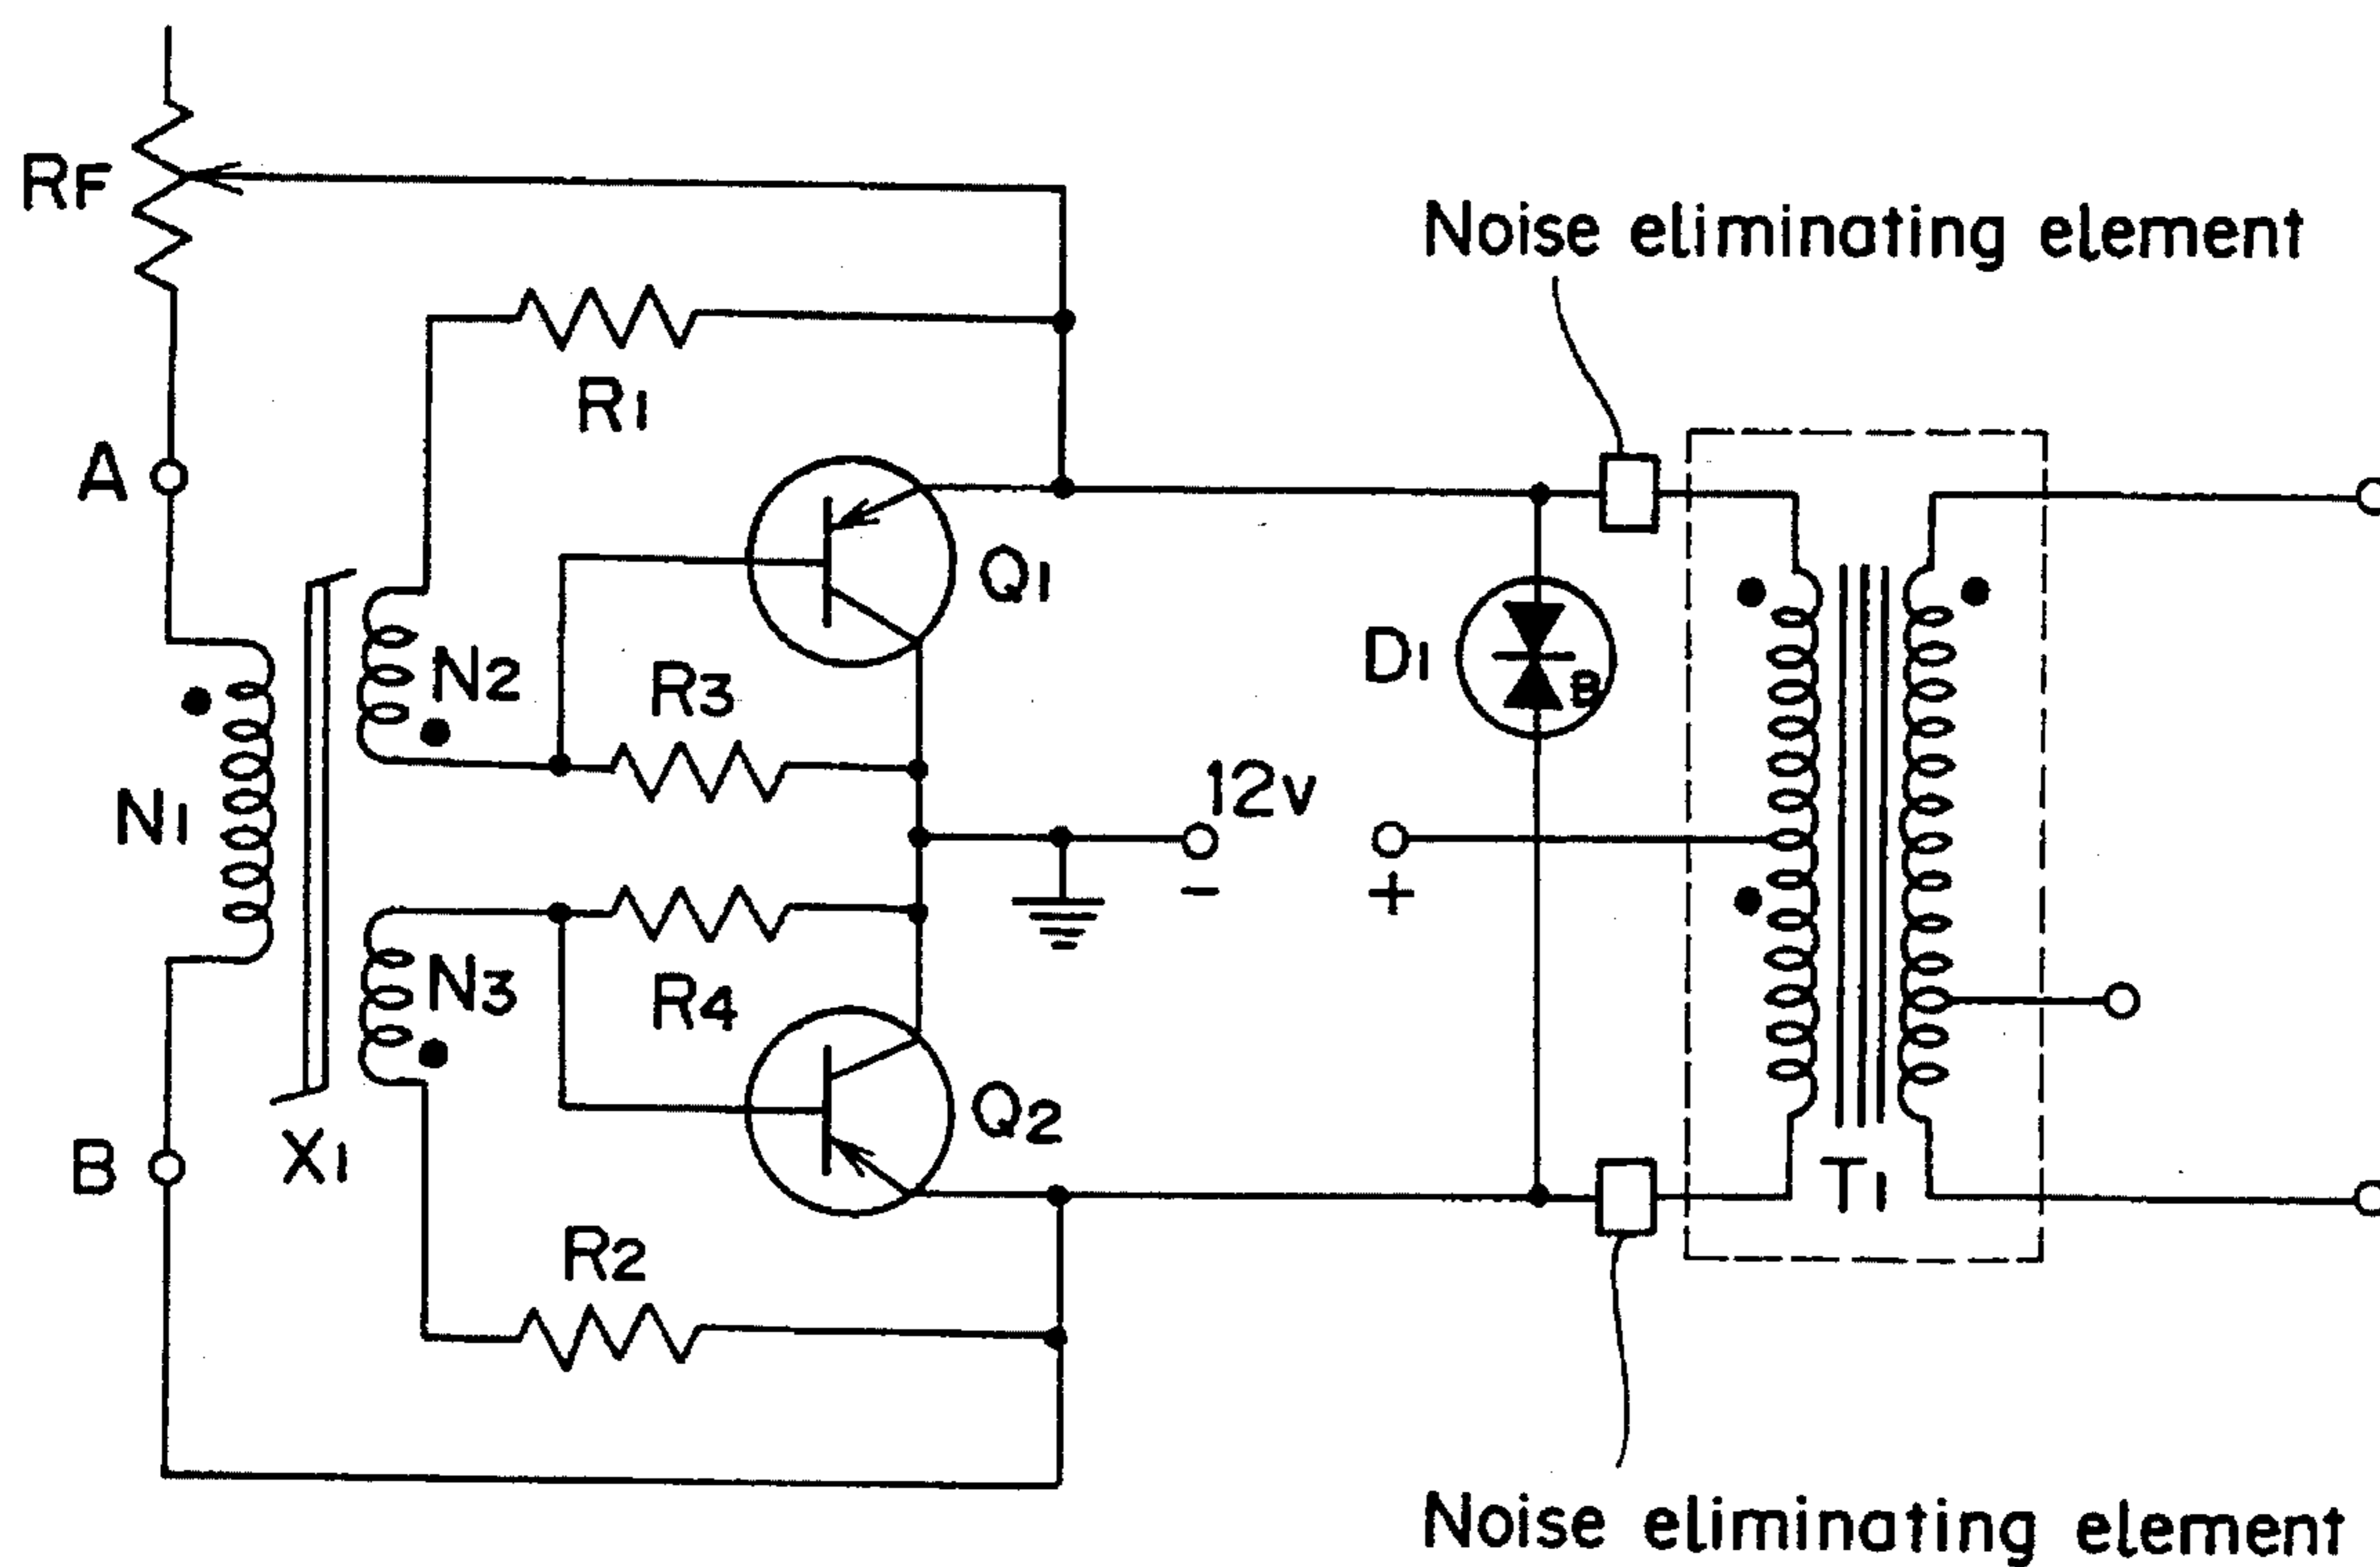 RF
Noise eliminating element
R1
A
Q1
D1
B
N2
R3
N1
12v
-
+
N3
R4
Q2
B
X1
T1
R2
Noise eliminating element